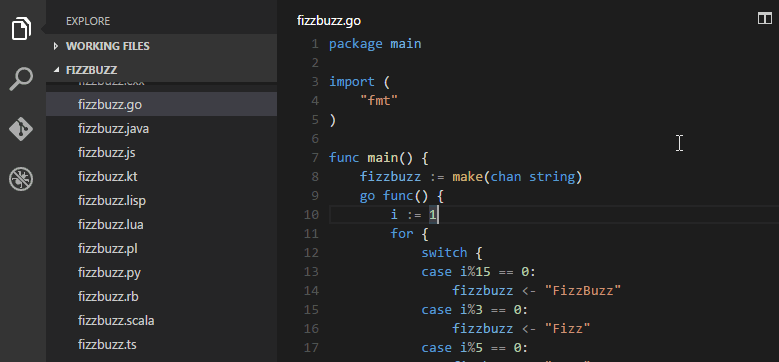 EXPLORE
WORKING FILES
FIZZBUZZ
fizzbuzz.go
fizzbuzz.java
fizzbuzz.js
fizzbuzz.kt
fizzbuzz.lisp
fizzbuzz.lua
fizzbuzz.pl
fizzbuzz.py
fizzbuzz.rb
fizzbuzz.scala
fizzbuzz.ts
fizzbuzz.go
1 package main
2
3 import (
4 "fmt"
5 )
6
7 func main() {
8 fizzbuzz := make(chan string)
9 go func() {
10 i := 1
11 for {
12 switch {
13 case i%15 == 0:
14 fizzbuzz <- "FizzBuzz"
15 case i%3 == 0:
16 fizzbuzz <- "Fizz"
17 case i%5 == 0: